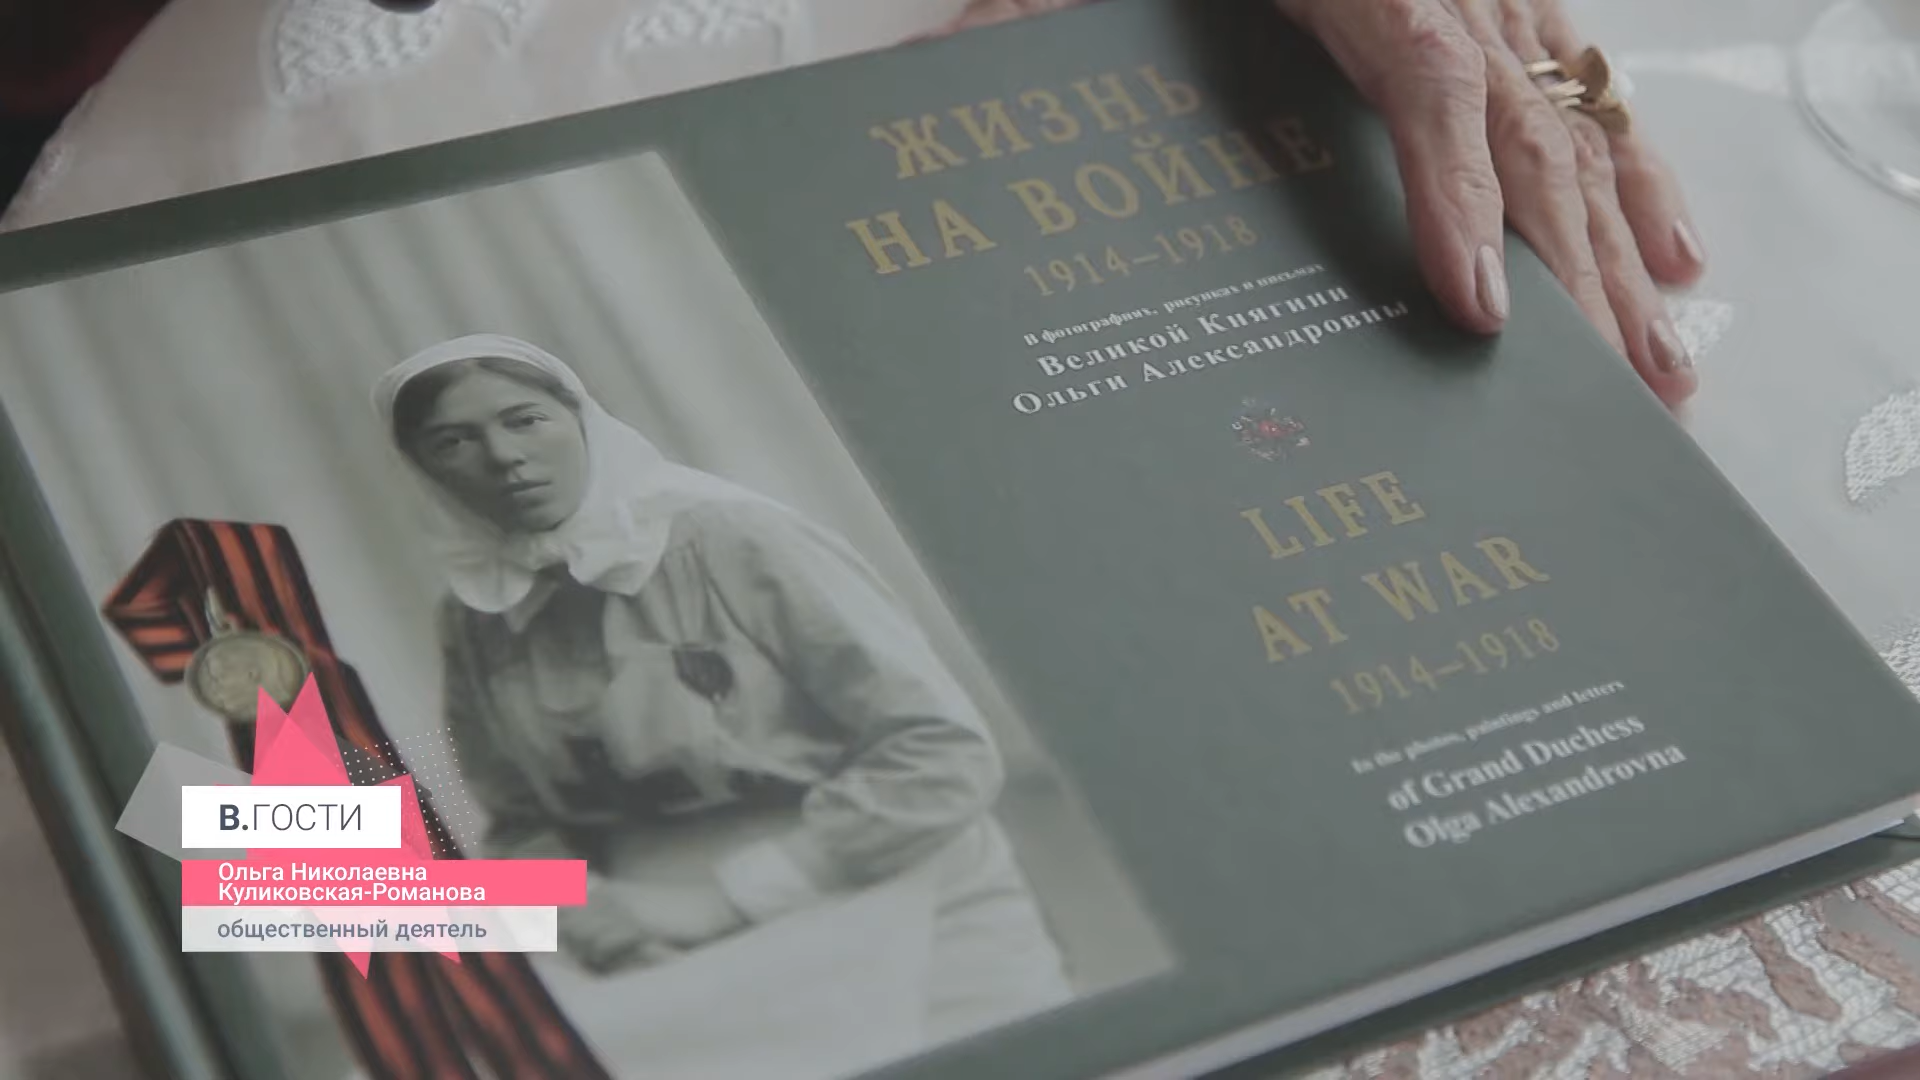 ЖИЗНЬ
НА ВОЙНЕ
1914–1918
В фотографиях, рисунках и письмах
Великой Княгини
Ольги Александровны
LIFE
AT WAR
1914–1918
In the photos, paintings and letters
of Grand Duchess
Olga Alexandrovna
В.ГОСТИ
Ольга Николаевна
Куликовская-Романова
общественный деятель